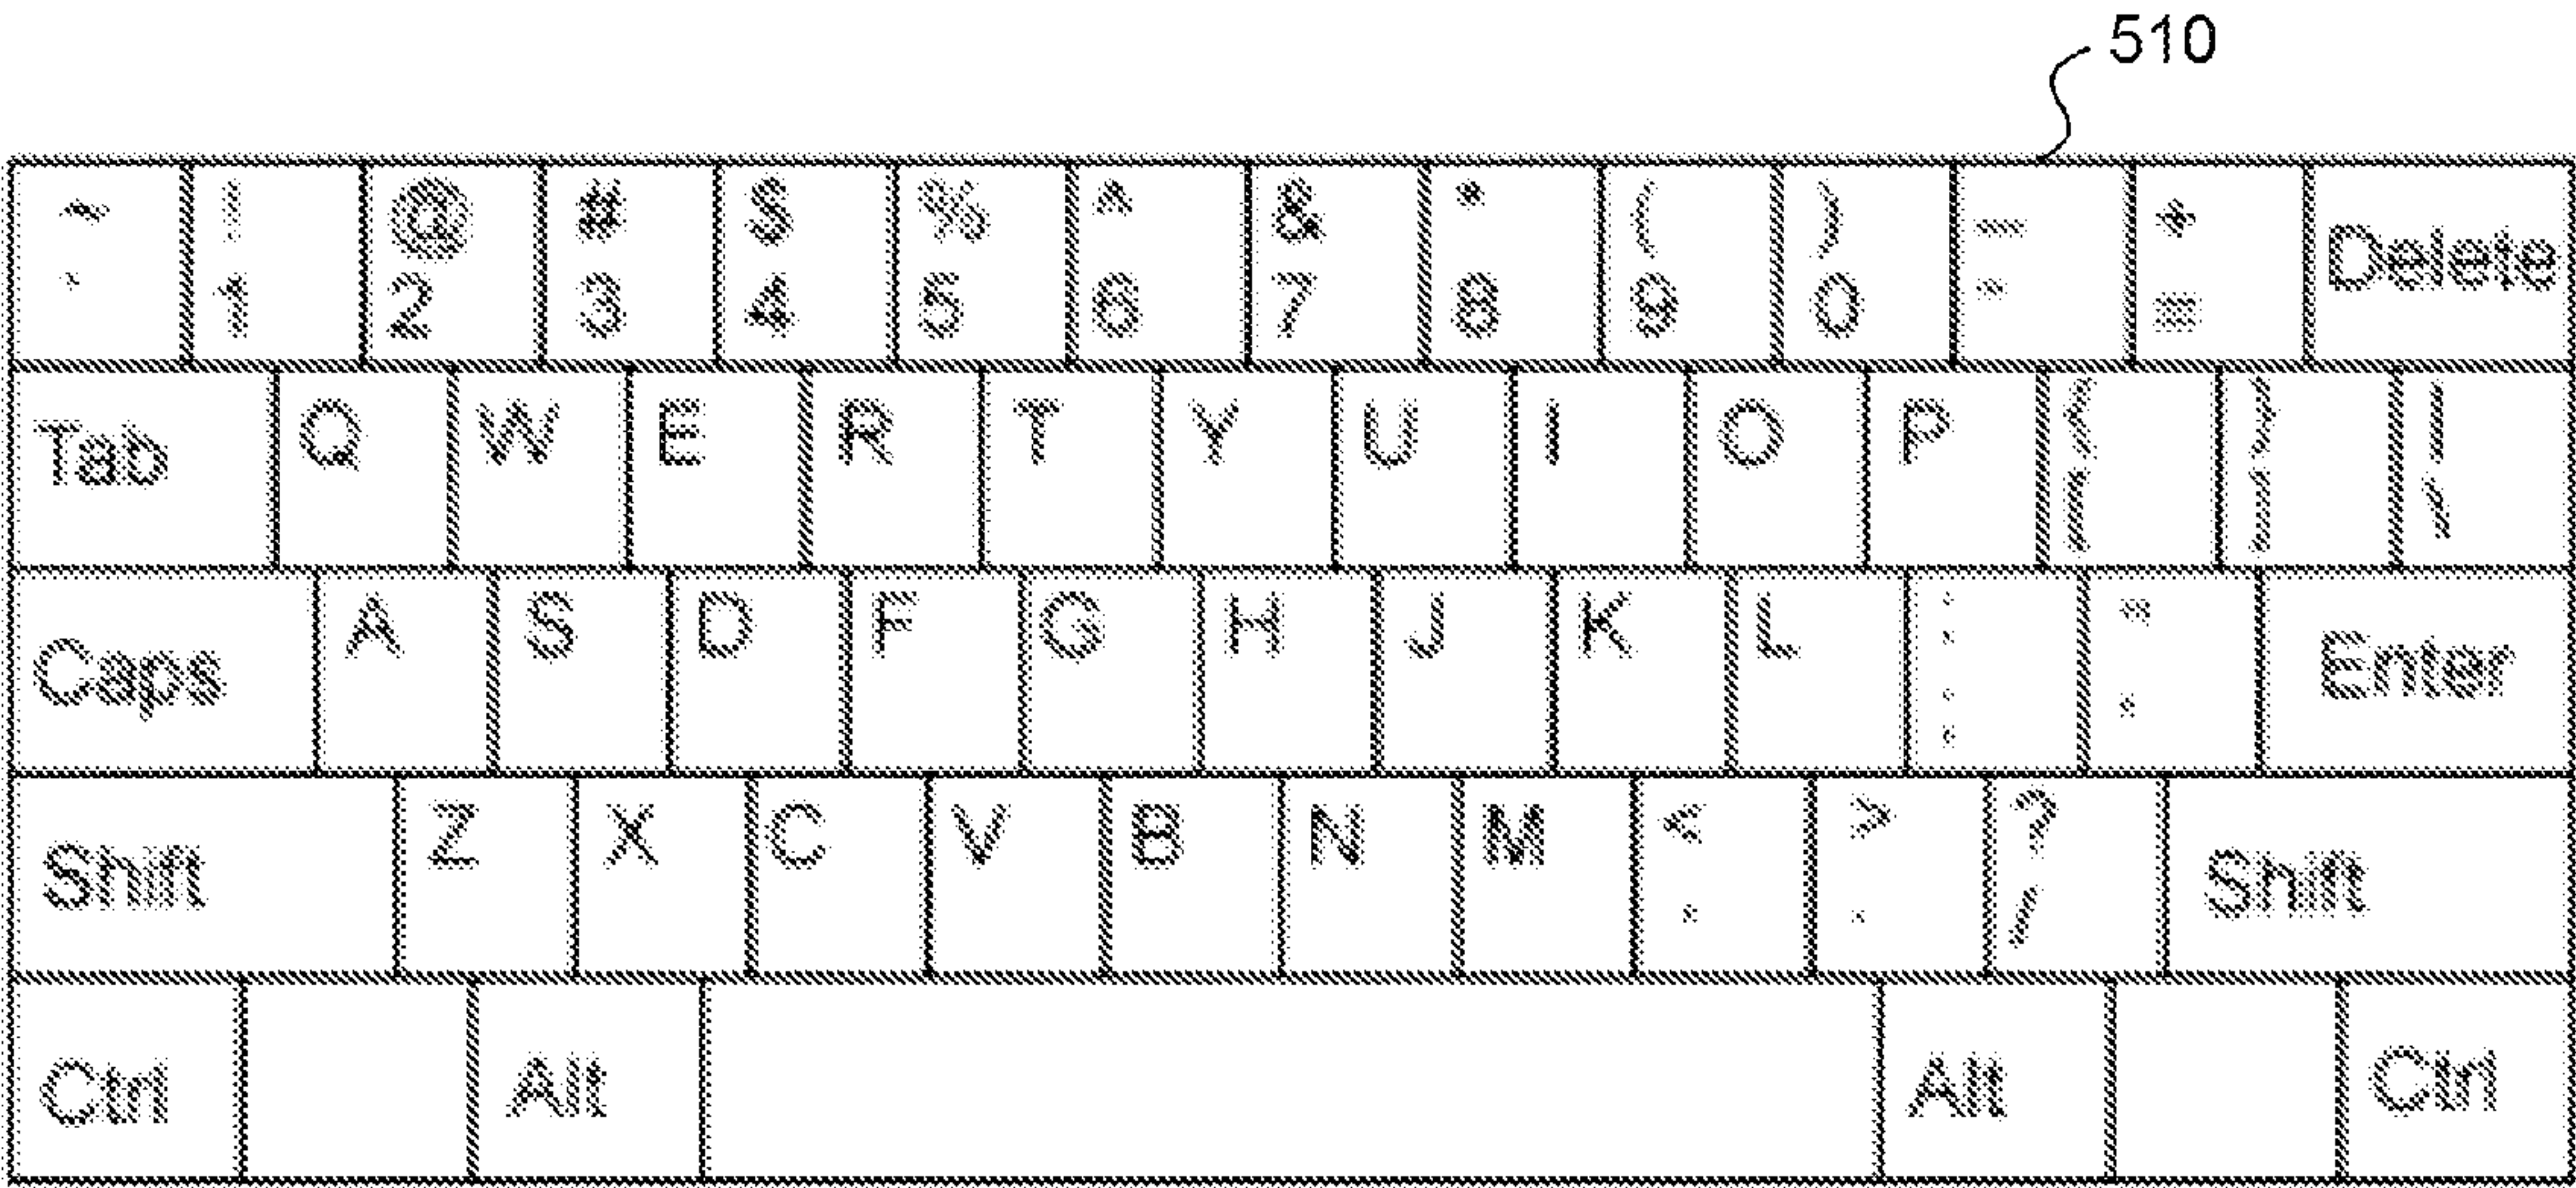 510
~ ! @ # $ % ^ & * ( ) — +
` 1 2 3 4 5 6 7 8 9 0 - = Delete
Tab Q W E R T Y U I O P { } |
[ ] \
Caps A S D F G H J K L : " Enter
; '
Shift Z X C V B N M < > ? Shift
, . /
Ctrl Alt Alt Ctrl